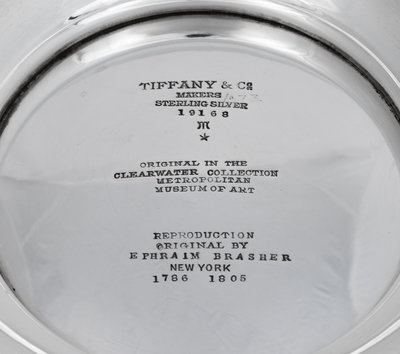 TIFFANY & Co
MAKERS
STERLING SILVER
19168
M
ORIGINAL IN THE
CLEARWATER COLLECTION
METROPOLITAN
MUSEUM OF ART
REPRODUCTION
ORIGINAL BY
EPHRAIM BRASHER
NEW YORK
1786 1805